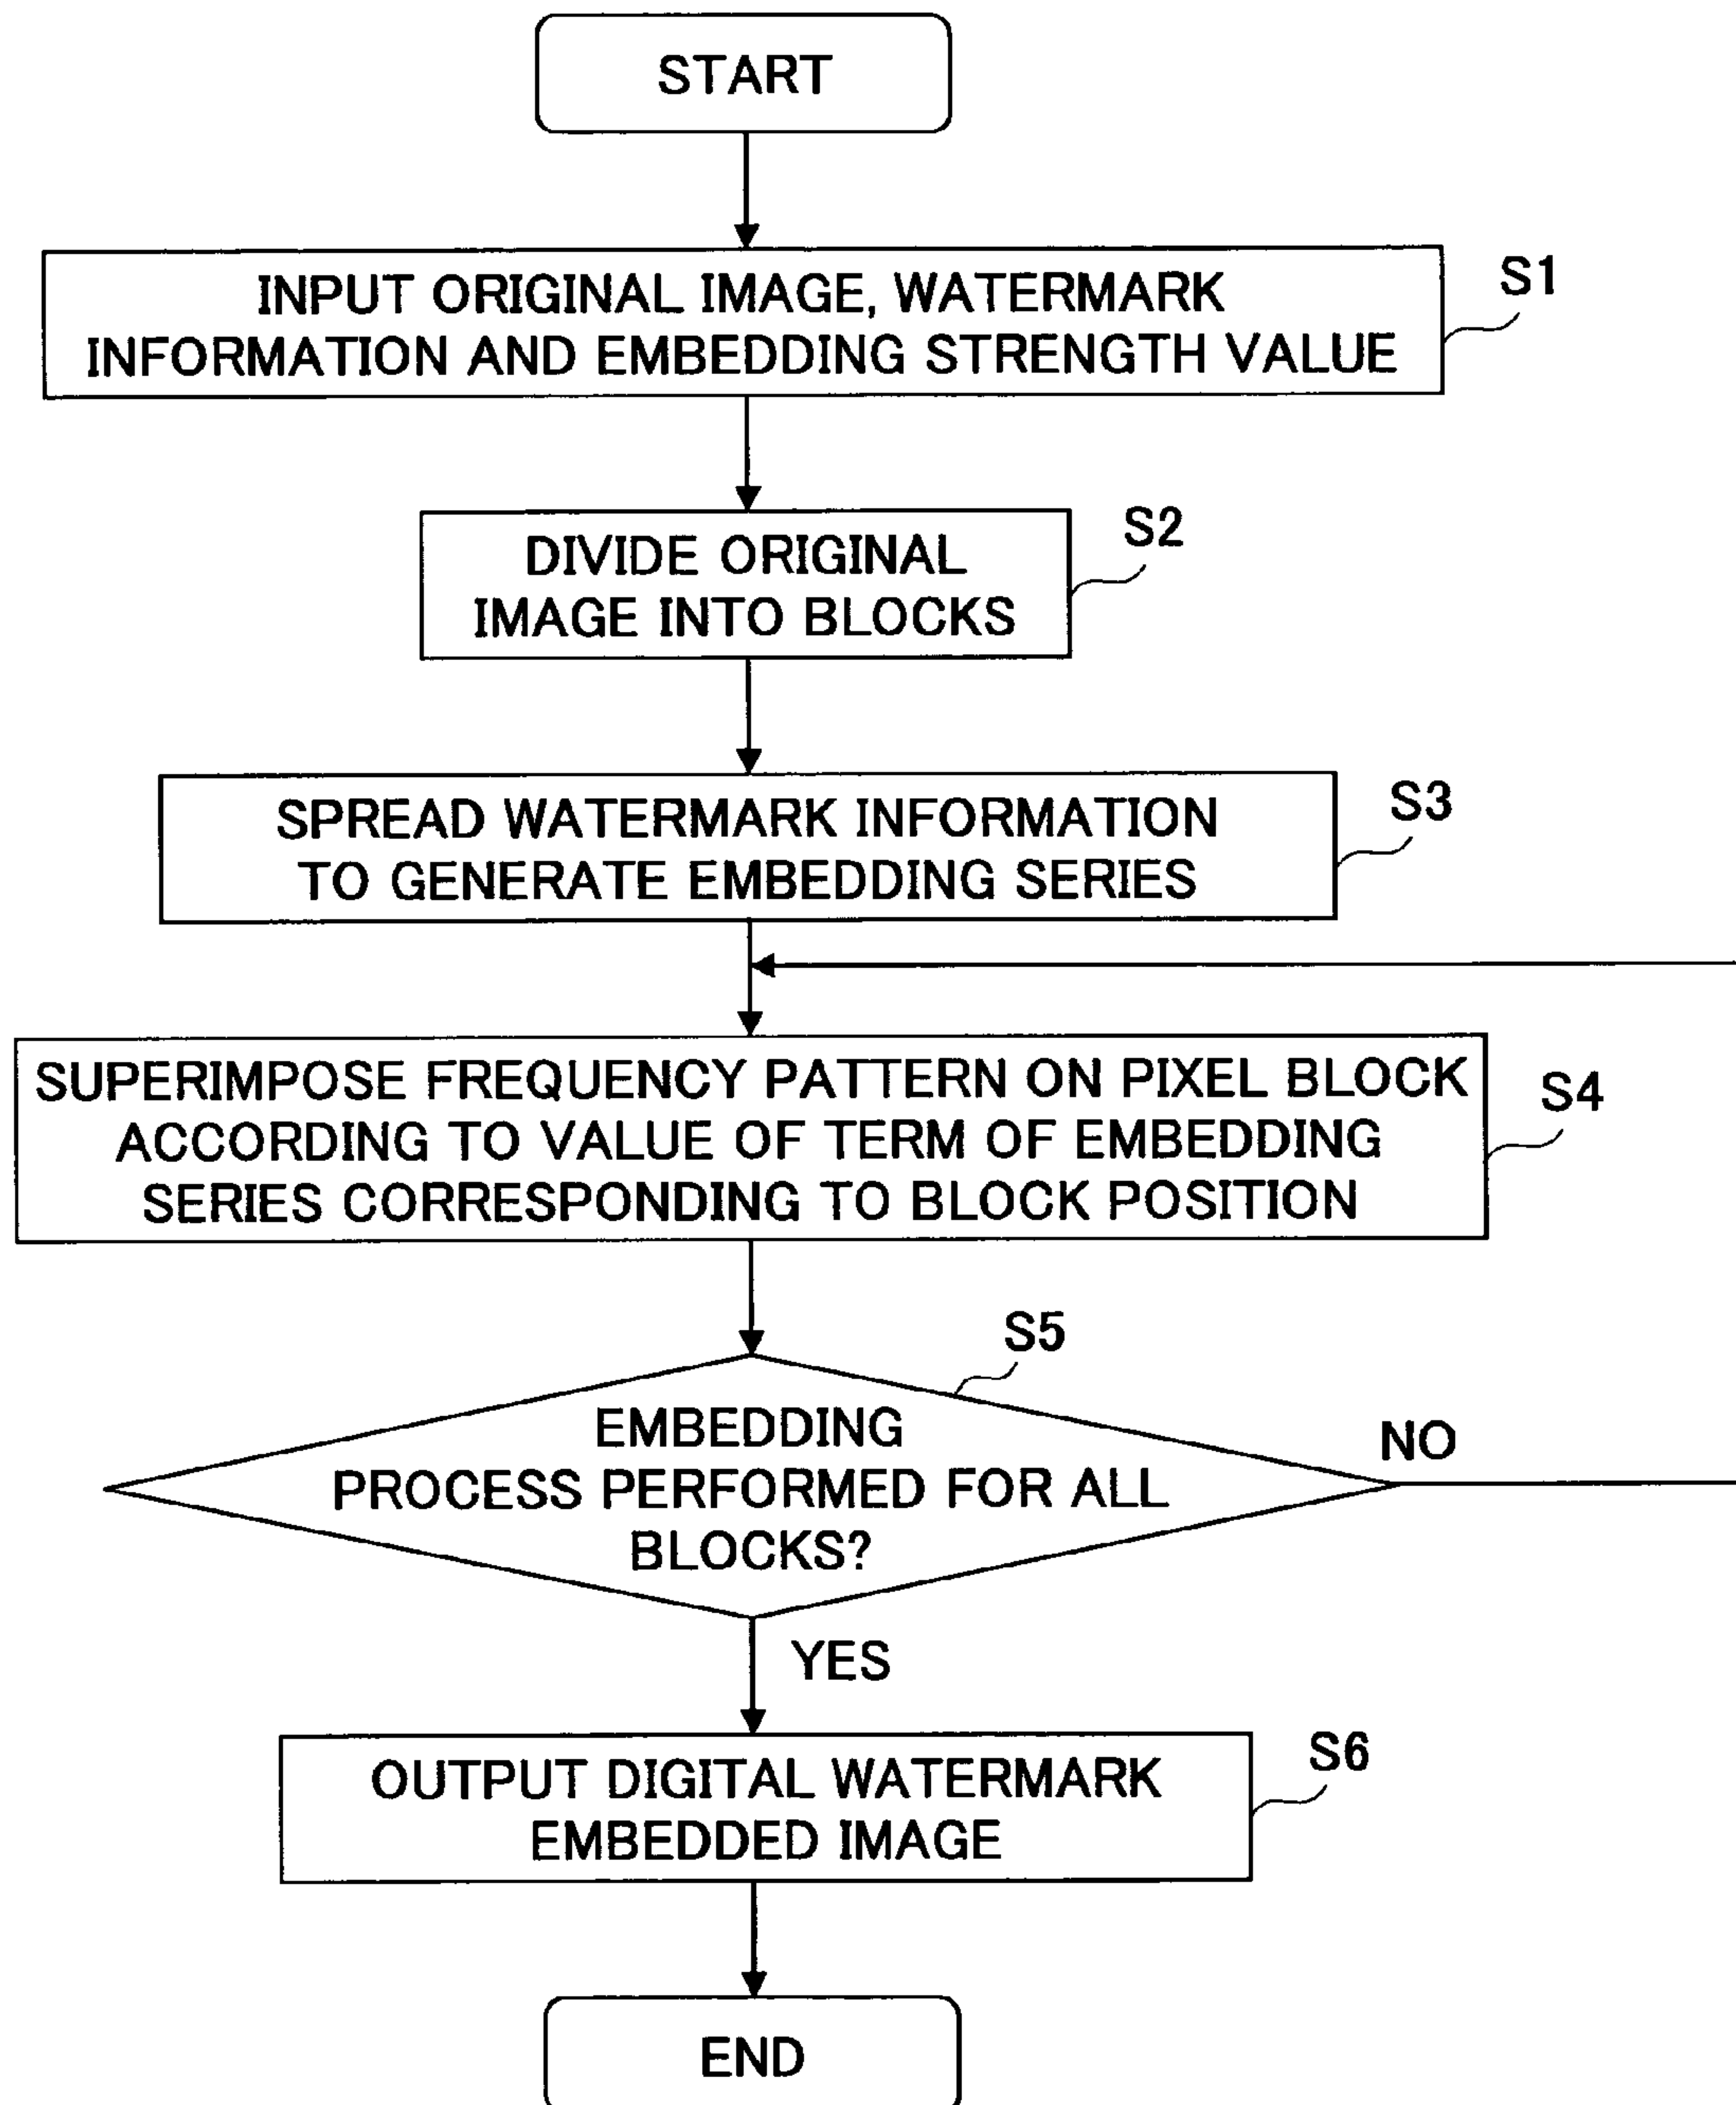 START
INPUT ORIGINAL IMAGE, WATERMARK
INFORMATION AND EMBEDDING STRENGTH VALUE
S1
DIVIDE ORIGINAL
IMAGE INTO BLOCKS
S2
SPREAD WATERMARK INFORMATION
TO GENERATE EMBEDDING SERIES
S3
SUPERIMPOSE FREQUENCY PATTERN ON PIXEL BLOCK
ACCORDING TO VALUE OF TERM OF EMBEDDING
SERIES CORRESPONDING TO BLOCK POSITION
S4
S5
EMBEDDING
PROCESS PERFORMED FOR ALL
BLOCKS?
NO
YES
OUTPUT DIGITAL WATERMARK
EMBEDDED IMAGE
S6
END